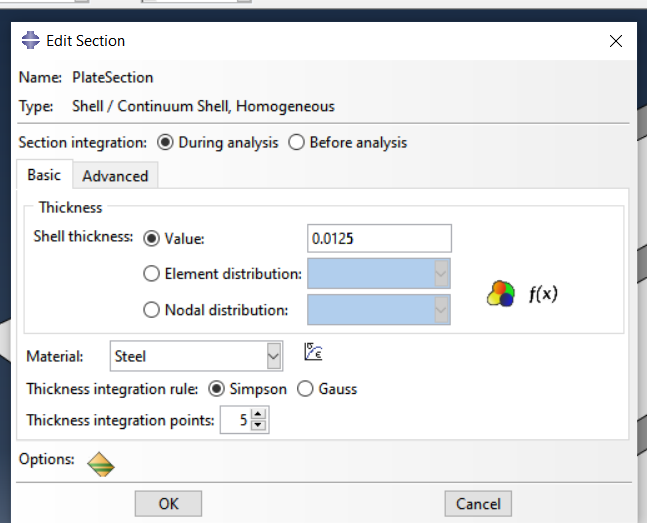 Edit Section
Name: PlateSection
Type: Shell / Continuum Shell, Homogeneous
Section integration: During analysis Before analysis
Basic Advanced
Thickness
Shell thickness: Value: 0.0125
Element distribution:
f(x)
Nodal distribution:
Material: Steel
Thickness integration rule: Simpson Gauss
Thickness integration points: 5
Options:
OK Cancel